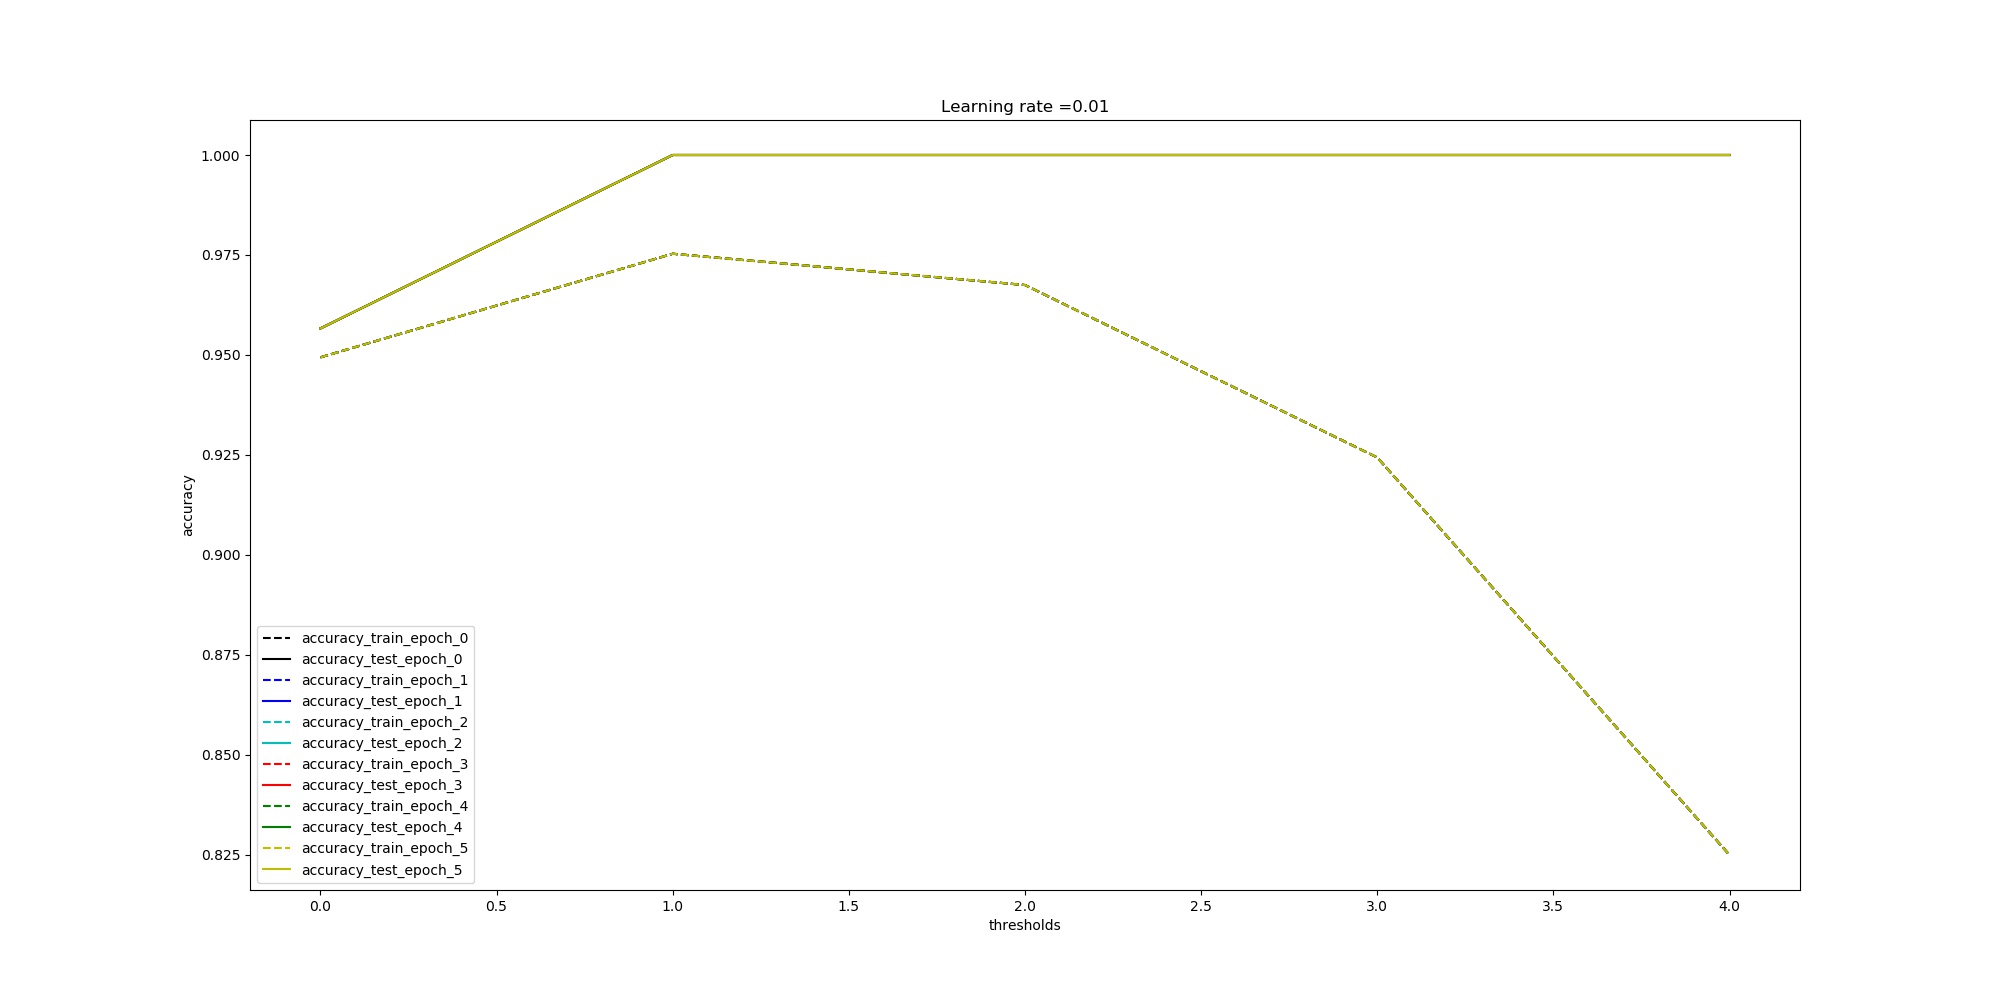 Learning rate =0.01
1.000
0.975
0.950
0.925
0.900
0.875
0.850
0.825
accuracy
accuracy_train_epoch_0
accuracy_test_epoch_0
accuracy_train_epoch_1
accuracy_test_epoch_1
accuracy_train_epoch_2
accuracy_test_epoch_2
accuracy_train_epoch_3
accuracy_test_epoch_3
accuracy_train_epoch_4
accuracy_test_epoch_4
accuracy_train_epoch_5
accuracy_test_epoch_5
0.0 0.5 1.0 1.5 2.0 2.5 3.0 3.5 4.0
thresholds